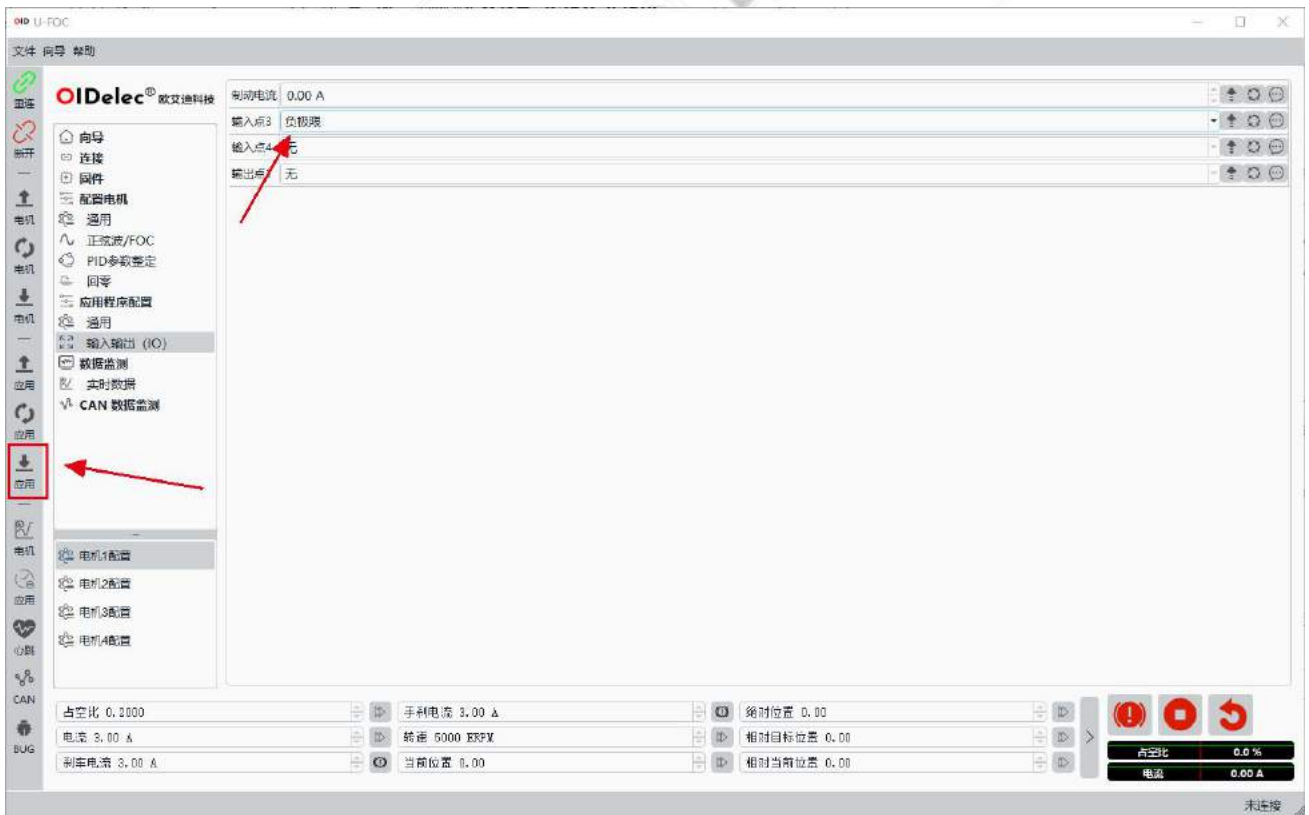 OID U-FOC
文件 向导 帮助
重连
断开
电机
电机
电机
应用
应用
应用
电机
应用
心跳
CAN
BUG
OIDelec® 欧艾迪科技
向导
连接
固件
配置电机
通用
正弦波/FOC
PID参数整定
回零
应用程序配置
通用
输入输出 (IO)
数据监测
实时数据
CAN 数据监测
电机1配置
电机2配置
电机3配置
电机4配置
制动电流 0.00 A
输入点3 负极限
输入点4 无
输出点 无
占空比 0.2000
手刹电流 3.00 A
绝对位置 0.00
电流 3.00 A
转速 5000 ERPM
相对目标位置 0.00
刹车电流 3.00 A
当前位置 0.00
相对当前位置 0.00
占空比 0.0 %
电流 0.00 A
未连接